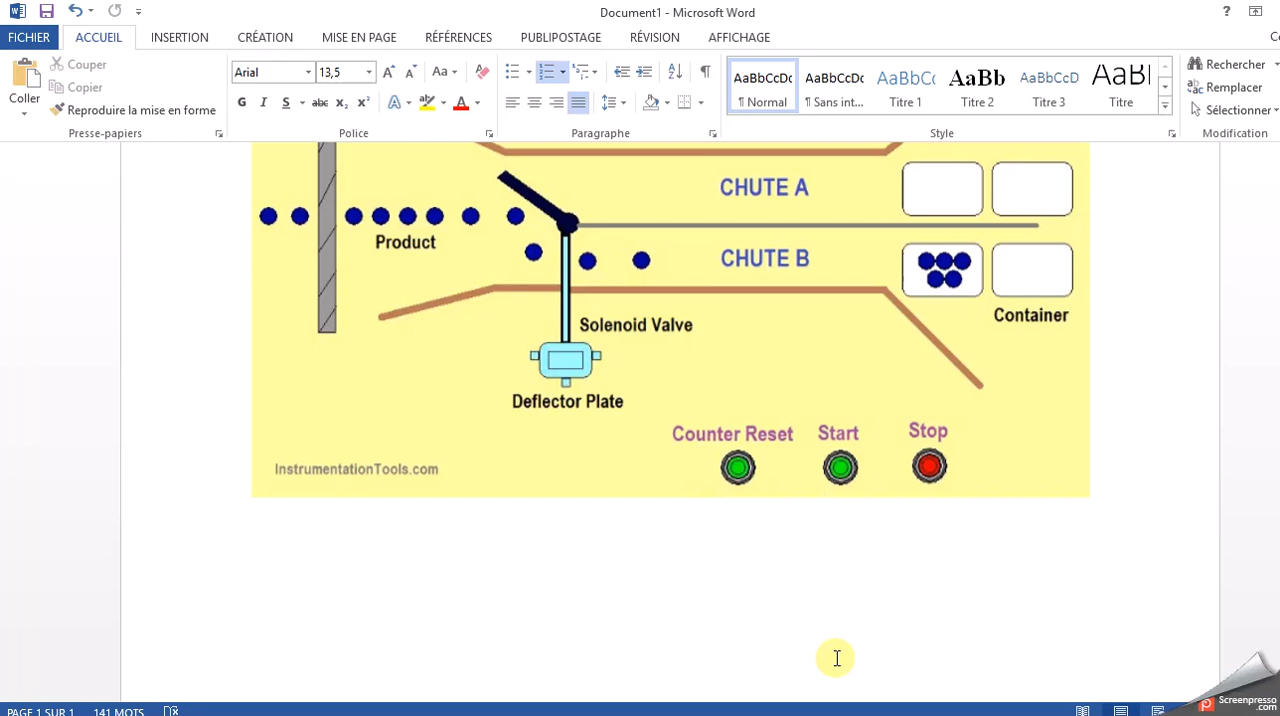 Document1 - Microsoft Word
FICHIER ACCUEIL INSERTION CRÉATION MISE EN PAGE RÉFÉRENCES PUBLIPOSTAGE RÉVISION AFFICHAGE
Coller
Couper
Copier
Reproduire la mise en forme
Presse-papiers
Arial 13,5
Police
Paragraphe
AaBbCcDc AaBbCcDc AaBbCc AaBb AaBbCcD AaBl
¶ Normal ¶ Sans int... Titre 1 Titre 2 Titre 3 Titre
Style
Rechercher
Remplacer
Sélectionner
Modification
CHUTE A
Product
CHUTE B
Container
Solenoid Valve
Deflector Plate
Counter Reset Start Stop
InstrumentationTools.com
PAGE 1 SUR 1 141 MOTS
Screenpresso
.com